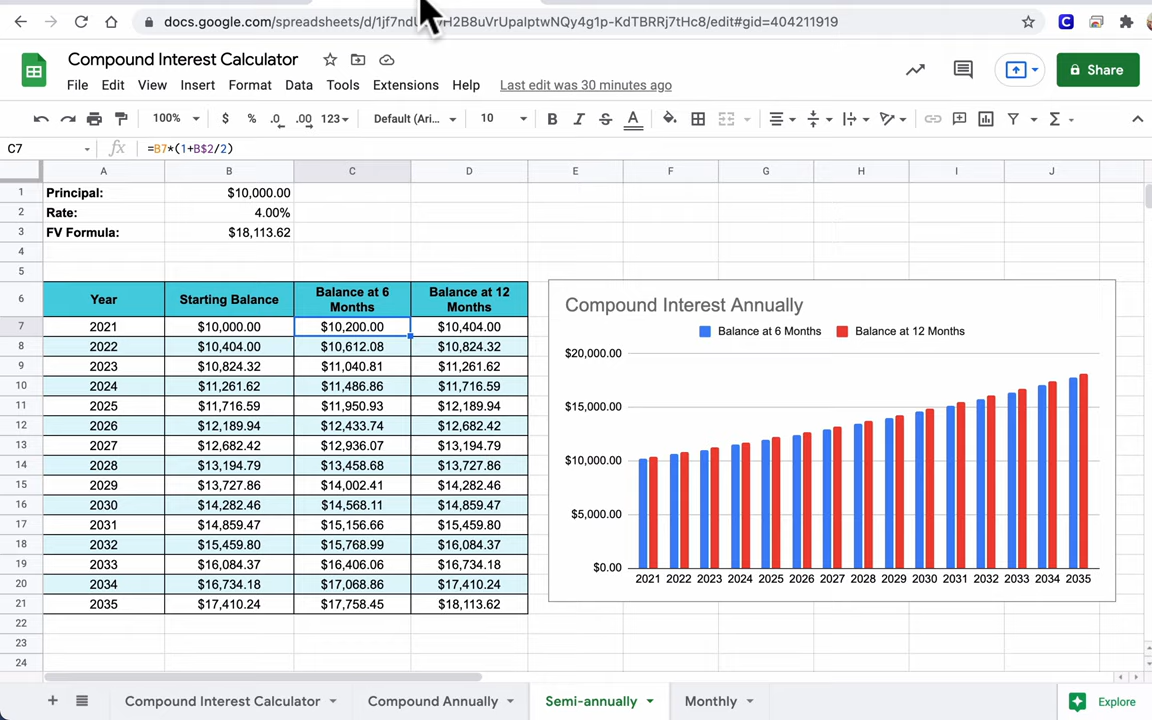 docs.google.com/spreadsheets/d/1jf7ndU H2B8uVrUpaIptwNQy4g1p-KdTBRRj7tHc8/edit#gid=404211919
Compound Interest Calculator
File Edit View Insert Format Data Tools Extensions Help Last edit was 30 minutes ago
Share
100% $ % .0 .00 123 Default (Ari... 10 B I S A Σ
C7 fx =B7*(1+B$2/2)
A B C D E F G H I J
1 Principal: $10,000.00
2 Rate: 4.00%
3 FV Formula: $18,113.62
4
5
6 Year Starting Balance Balance at 6 Months Balance at 12 Months
7 2021 $10,000.00 $10,200.00 $10,404.00
8 2022 $10,404.00 $10,612.08 $10,824.32
9 2023 $10,824.32 $11,040.81 $11,261.62
10 2024 $11,261.62 $11,486.86 $11,716.59
11 2025 $11,716.59 $11,950.93 $12,189.94
12 2026 $12,189.94 $12,433.74 $12,682.42
13 2027 $12,682.42 $12,936.07 $13,194.79
14 2028 $13,194.79 $13,458.68 $13,727.86
15 2029 $13,727.86 $14,002.41 $14,282.46
16 2030 $14,282.46 $14,568.11 $14,859.47
17 2031 $14,859.47 $15,156.66 $15,459.80
18 2032 $15,459.80 $15,768.99 $16,084.37
19 2033 $16,084.37 $16,406.06 $16,734.18
20 2034 $16,734.18 $17,068.86 $17,410.24
21 2035 $17,410.24 $17,758.45 $18,113.62
22
23
24
Compound Interest Annually
Balance at 6 Months Balance at 12 Months
$20,000.00
$15,000.00
$10,000.00
$5,000.00
$0.00
2021 2022 2023 2024 2025 2026 2027 2028 2029 2030 2031 2032 2033 2034 2035
+ Compound Interest Calculator Compound Annually Semi-annually Monthly Explore